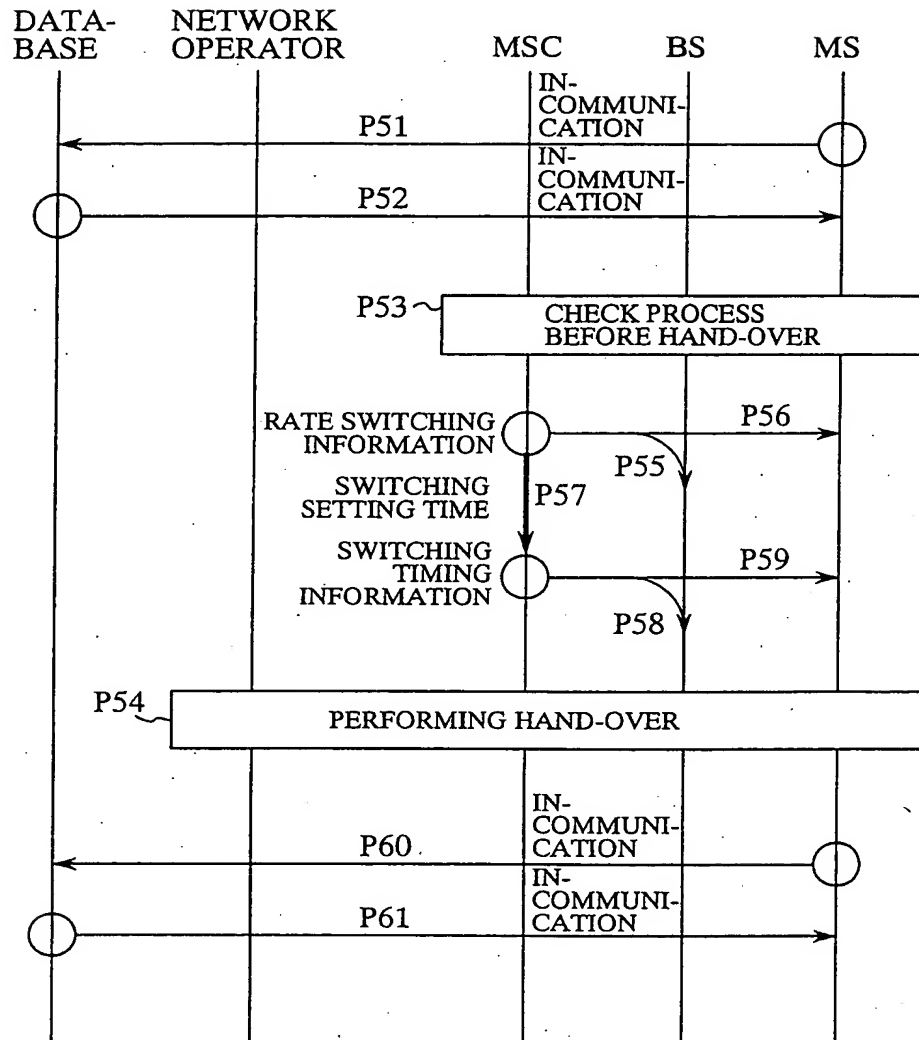 DATA-
BASE
NETWORK
OPERATOR
MSC
BS
MS
IN-
COMMUNI-
CATION
P51
IN-
COMMUNI-
CATION
P52
P53
CHECK PROCESS
BEFORE HAND-OVER
RATE SWITCHING
INFORMATION
P56
P55
SWITCHING
SETTING TIME
P57
SWITCHING
TIMING
INFORMATION
P59
P58
P54
PERFORMING HAND-OVER
IN-
COMMUNI-
CATION
P60
IN-
COMMUNI-
CATION
P61